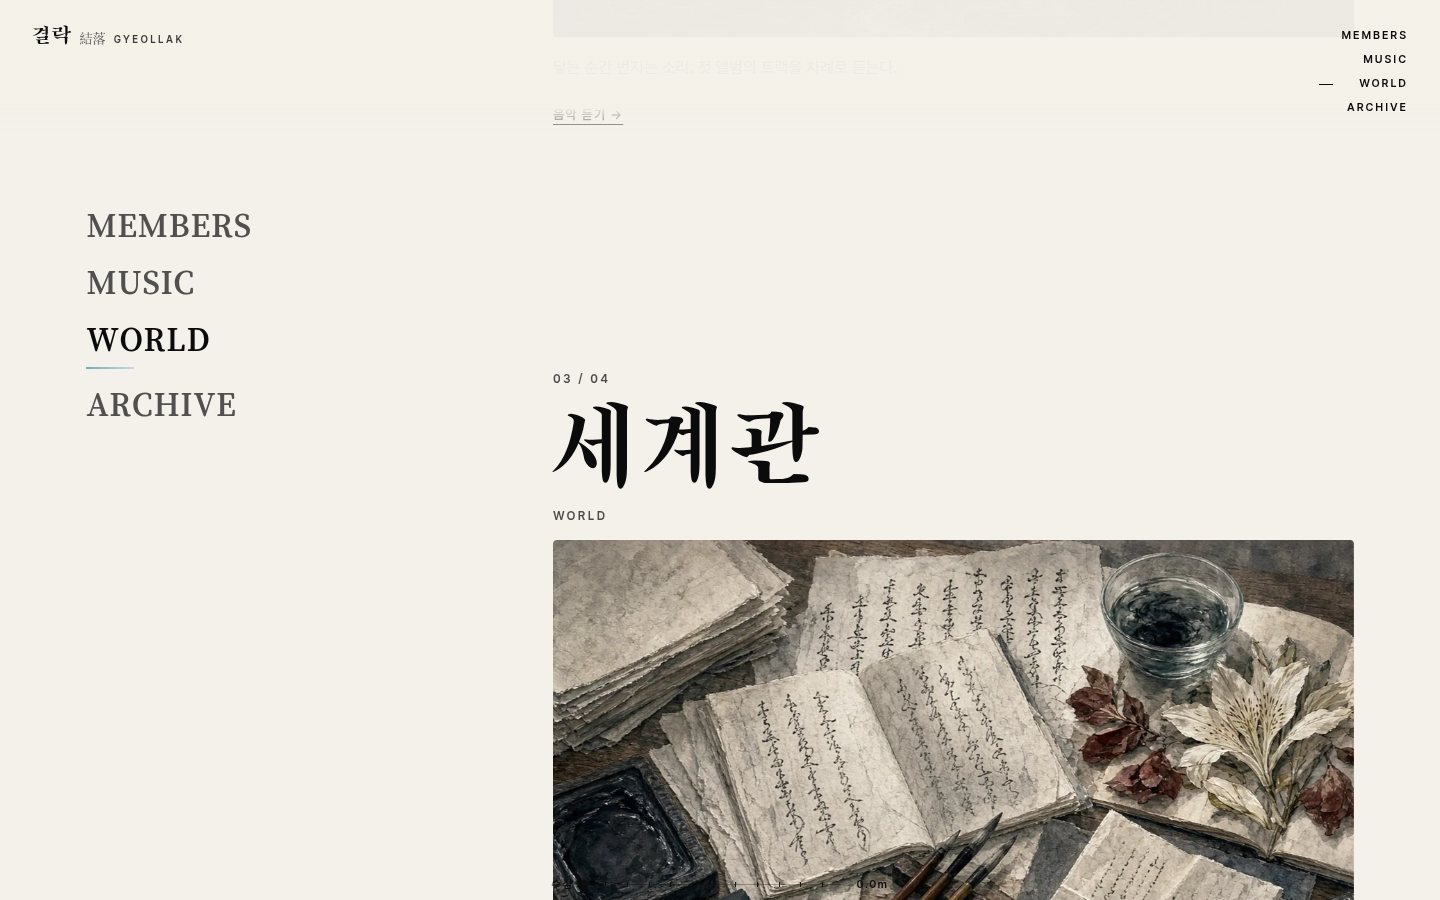 결락 結落 GYEOLLAK
MEMBERS
MUSIC
WORLD
ARCHIVE
닿는 순간 번지는 소리. 첫 앨범의 트랙을 차례로 듣는다.
음악 듣기 →
MEMBERS
MUSIC
WORLD
ARCHIVE
03 / 04
세계관
WORLD
0.0m